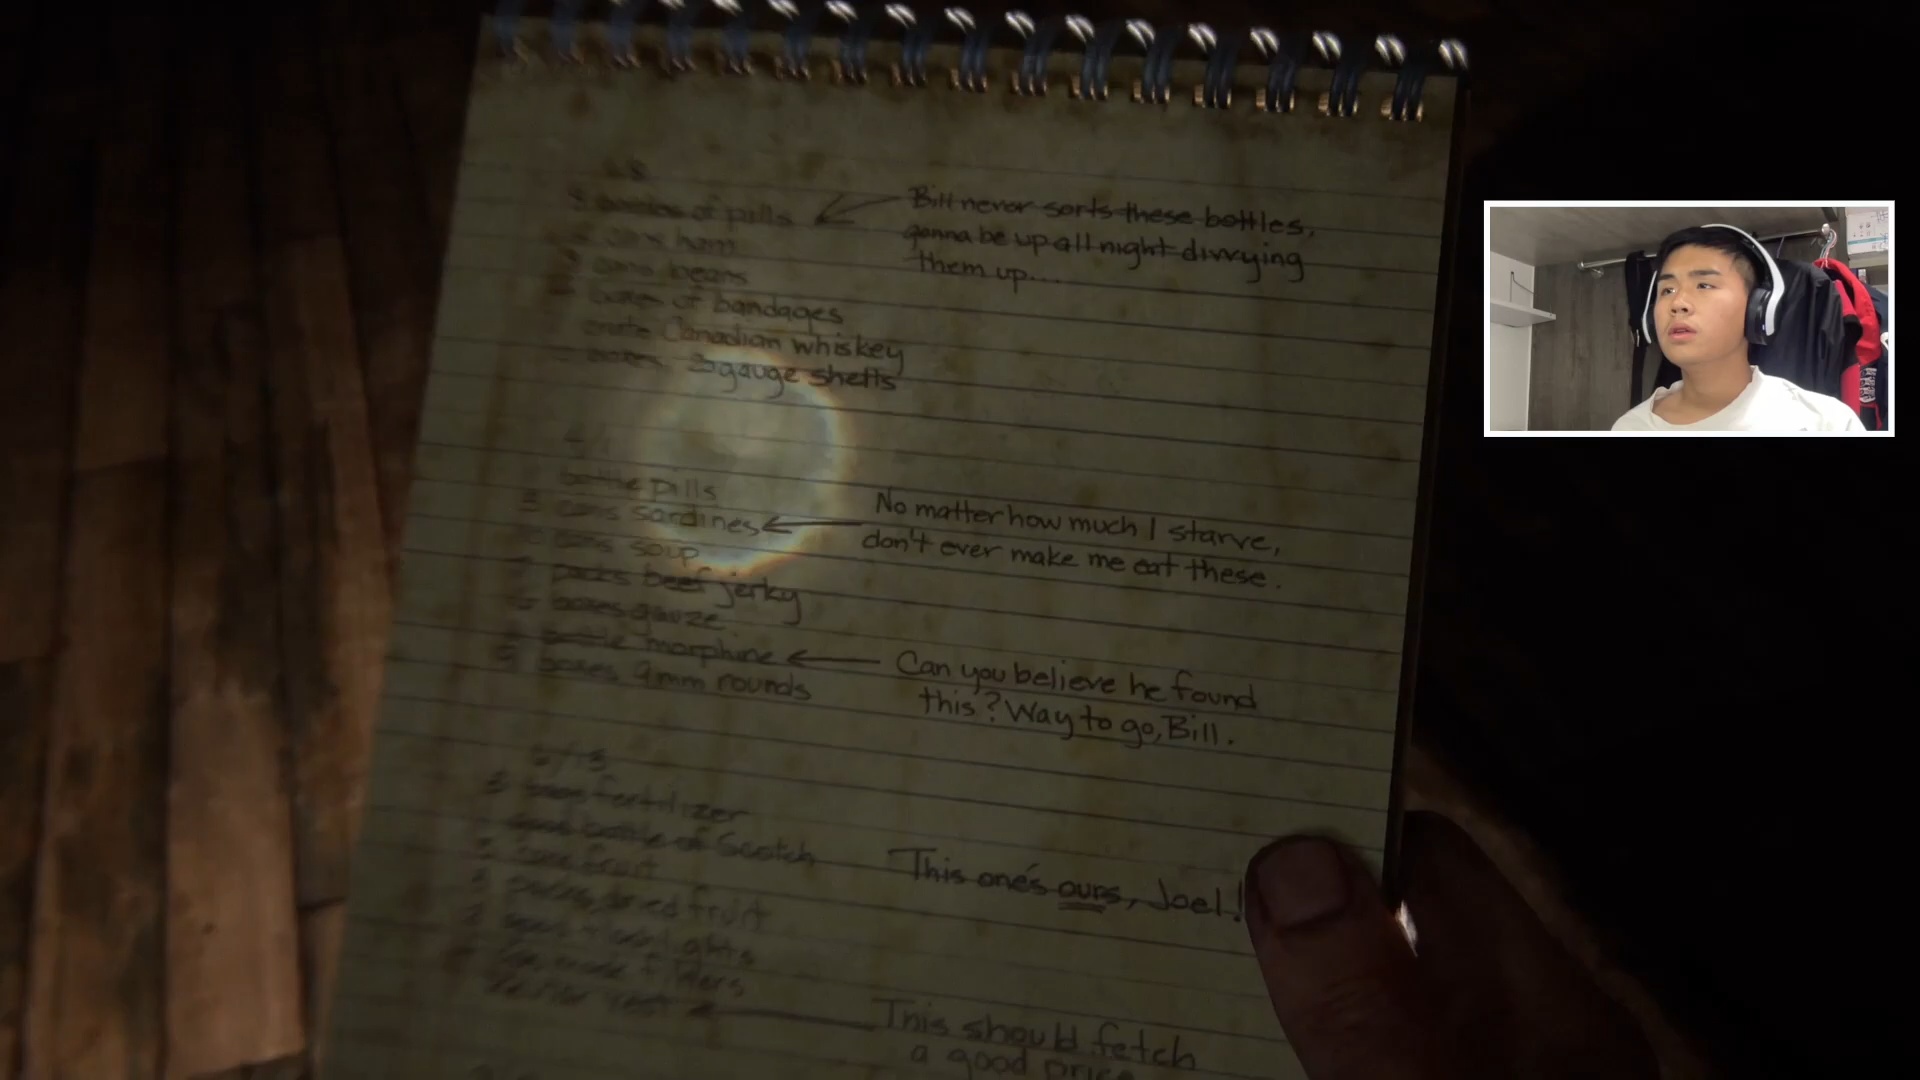 of pills
Bill never sorts these bottles,
gonna be up all night divvying
them up...
cans ham
cans beans
boxes of bandages
crate Canadian whiskey
boxes gauge shells
bottle pills
3 cans sardines
No matter how much I starve,
don't ever make me eat these.
cans soup
packs beef jerky
boxes gauze
bottle morphine
Can you believe he found
this? Way to go, Bill.
boxes 9mm rounds
fertilizer
bottle of Scotch
This one's ours, Joel!
cans fruit
packs dried fruit
This should fetch
a good price